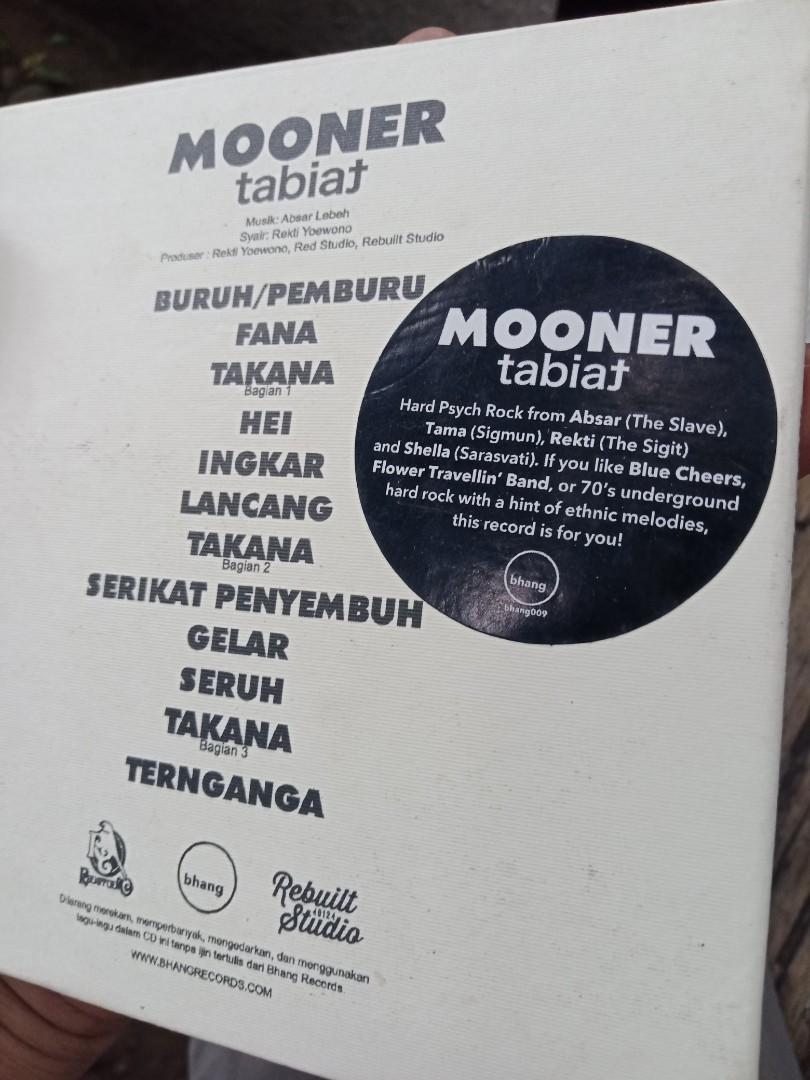 MOONER
tabiat
Musik: Absar Lebeh
Syair: Rekti Yoewono
Produser : Rekti Yoewono, Red Studio, Rebuilt Studio
BURUH/PEMBURU
FANA
TAKANA
Bagian 1
HEI
INGKAR
LANCANG
TAKANA
Bagian 2
SERIKAT PENYEMBUH
GELAR
SERUH
TAKANA
Bagian 3
TERNGANGA
MOONER
tabiat
Hard Psych Rock from Absar (The Slave),
Tama (Sigmun), Rekti (The Sigit)
and Shella (Sarasvati). If you like Blue Cheers,
Flower Travellin' Band, or 70's underground
hard rock with a hint of ethnic melodies,
this record is for you!
bhang
bhang009
bhang
Rebuilt
40124
Studio
Dilarang merekam, memperbanyak, mengedarkan, dan menggunakan
lagu-lagu dalam CD ini tanpa ijin tertulis dari Bhang Records.
WWW.BHANGRECORDS.COM